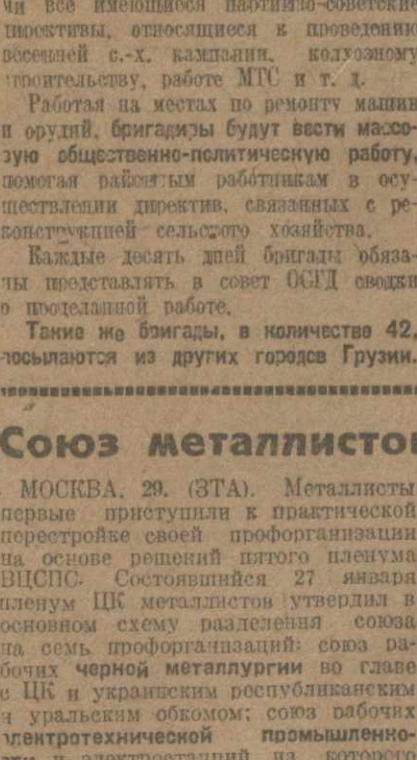 ми все имеющиеся партийно-советские
директивы, относящиеся к проведению
весенней с.-х. кампании, колхозному
строительству, работе МТС и т. д.
Работая на местах по ремонту машин
и орудий, бригадиры будут вести массо-
вую общественно-политическую работу,
помогая районным работникам в осу-
ществлении директив, связанных с ре-
конструкцией сельского хозяйства.
Каждые десять дней бригады обяза-
ны представлять в совет ОСГД сводки
о проделанной работе.
Такие же бригады, в количестве 42,
посылаются из других городов Грузии.
Союз металлистов
МОСКВА, 29. (ЗТА). Металлисты
первые приступили к практической
перестройке своей профорганизации
на основе решений пятого пленума
ВЦСПС. Состоявшийся 27 января
пленум ЦК металлистов утвердил в
основном схему разделения союза
на семь профорганизаций: союз ра-
бочих черной металлургии во главе
с ЦК и украинским республиканским
и уральским обкомом; союз рабочих
электротехнической промышленно-
сти и электростанций, из которого